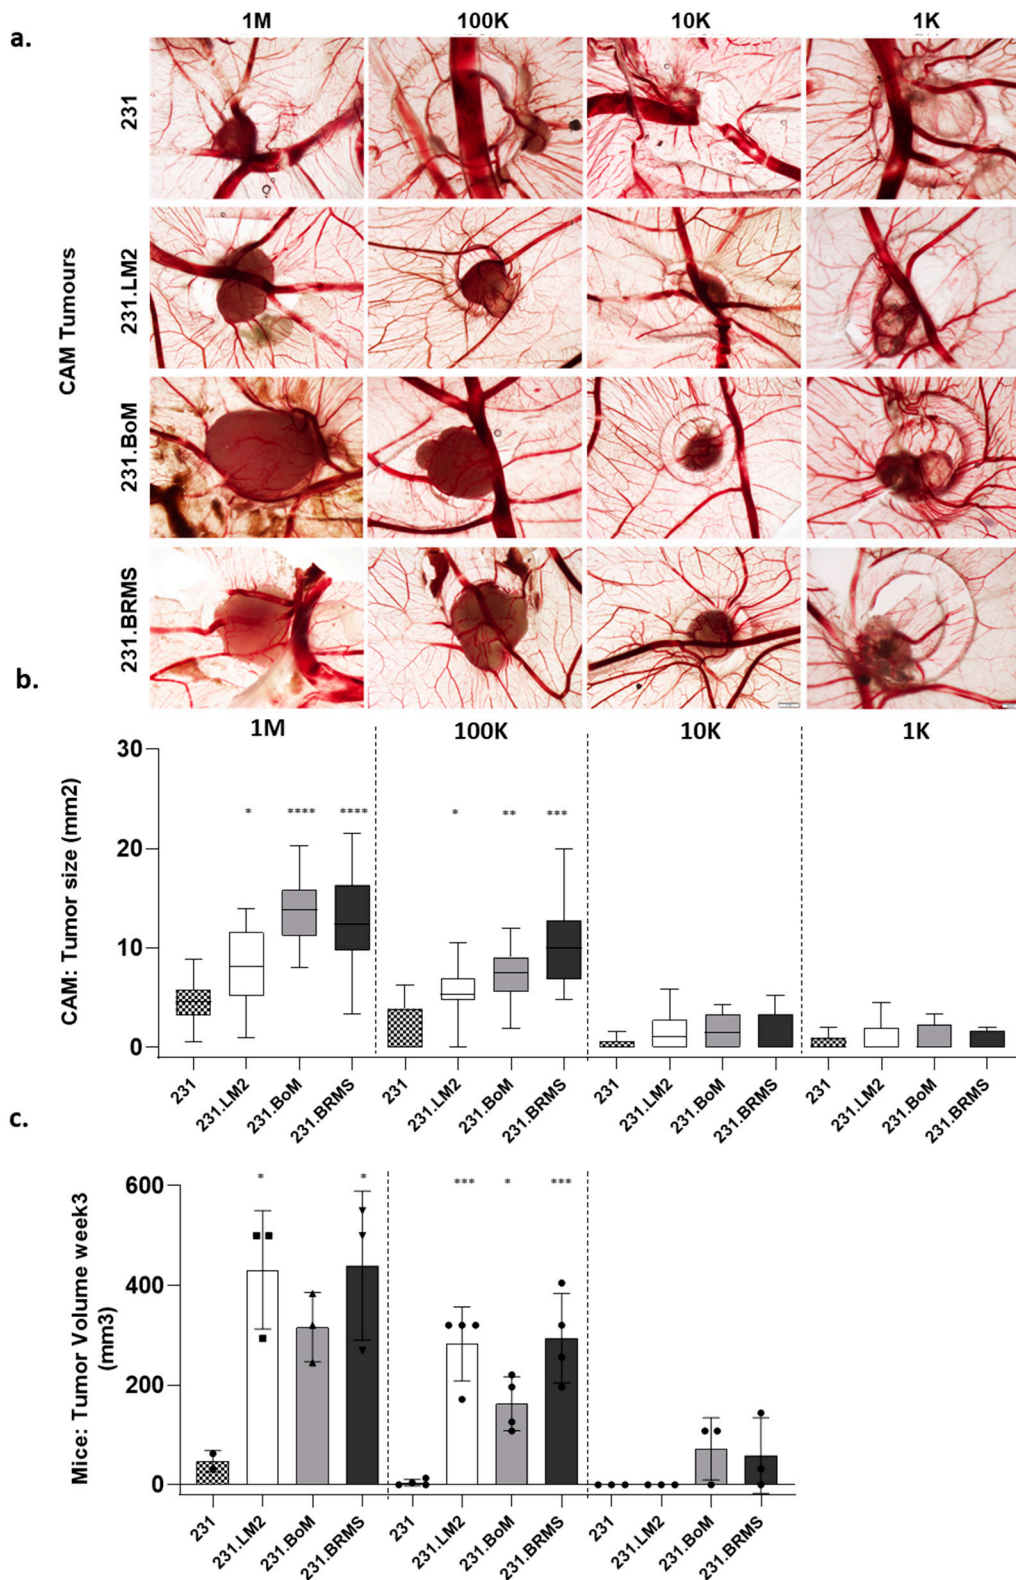 a.
1M 100K 10K 1K
CAM Tumours
231
231.LM2
231.BoM
231.BRMS
b.
1M 100K 10K 1K
CAM: Tumor size (mm2)
30
* **** **** * ** ***
20
10
0
231 231.LM2 231.BoM 231.BRMS 231 231.LM2 231.BoM 231.BRMS 231 231.LM2 231.BoM 231.BRMS 231 231.LM2 231.BoM 231.BRMS
c.
Mice: Tumor Volume week3
(mm3)
* * *** * ***
600
400
200
0
231 231.LM2 231.BoM 231.BRMS 231 231.LM2 231.BoM 231.BRMS 231 231.LM2 231.BoM 231.BRMS